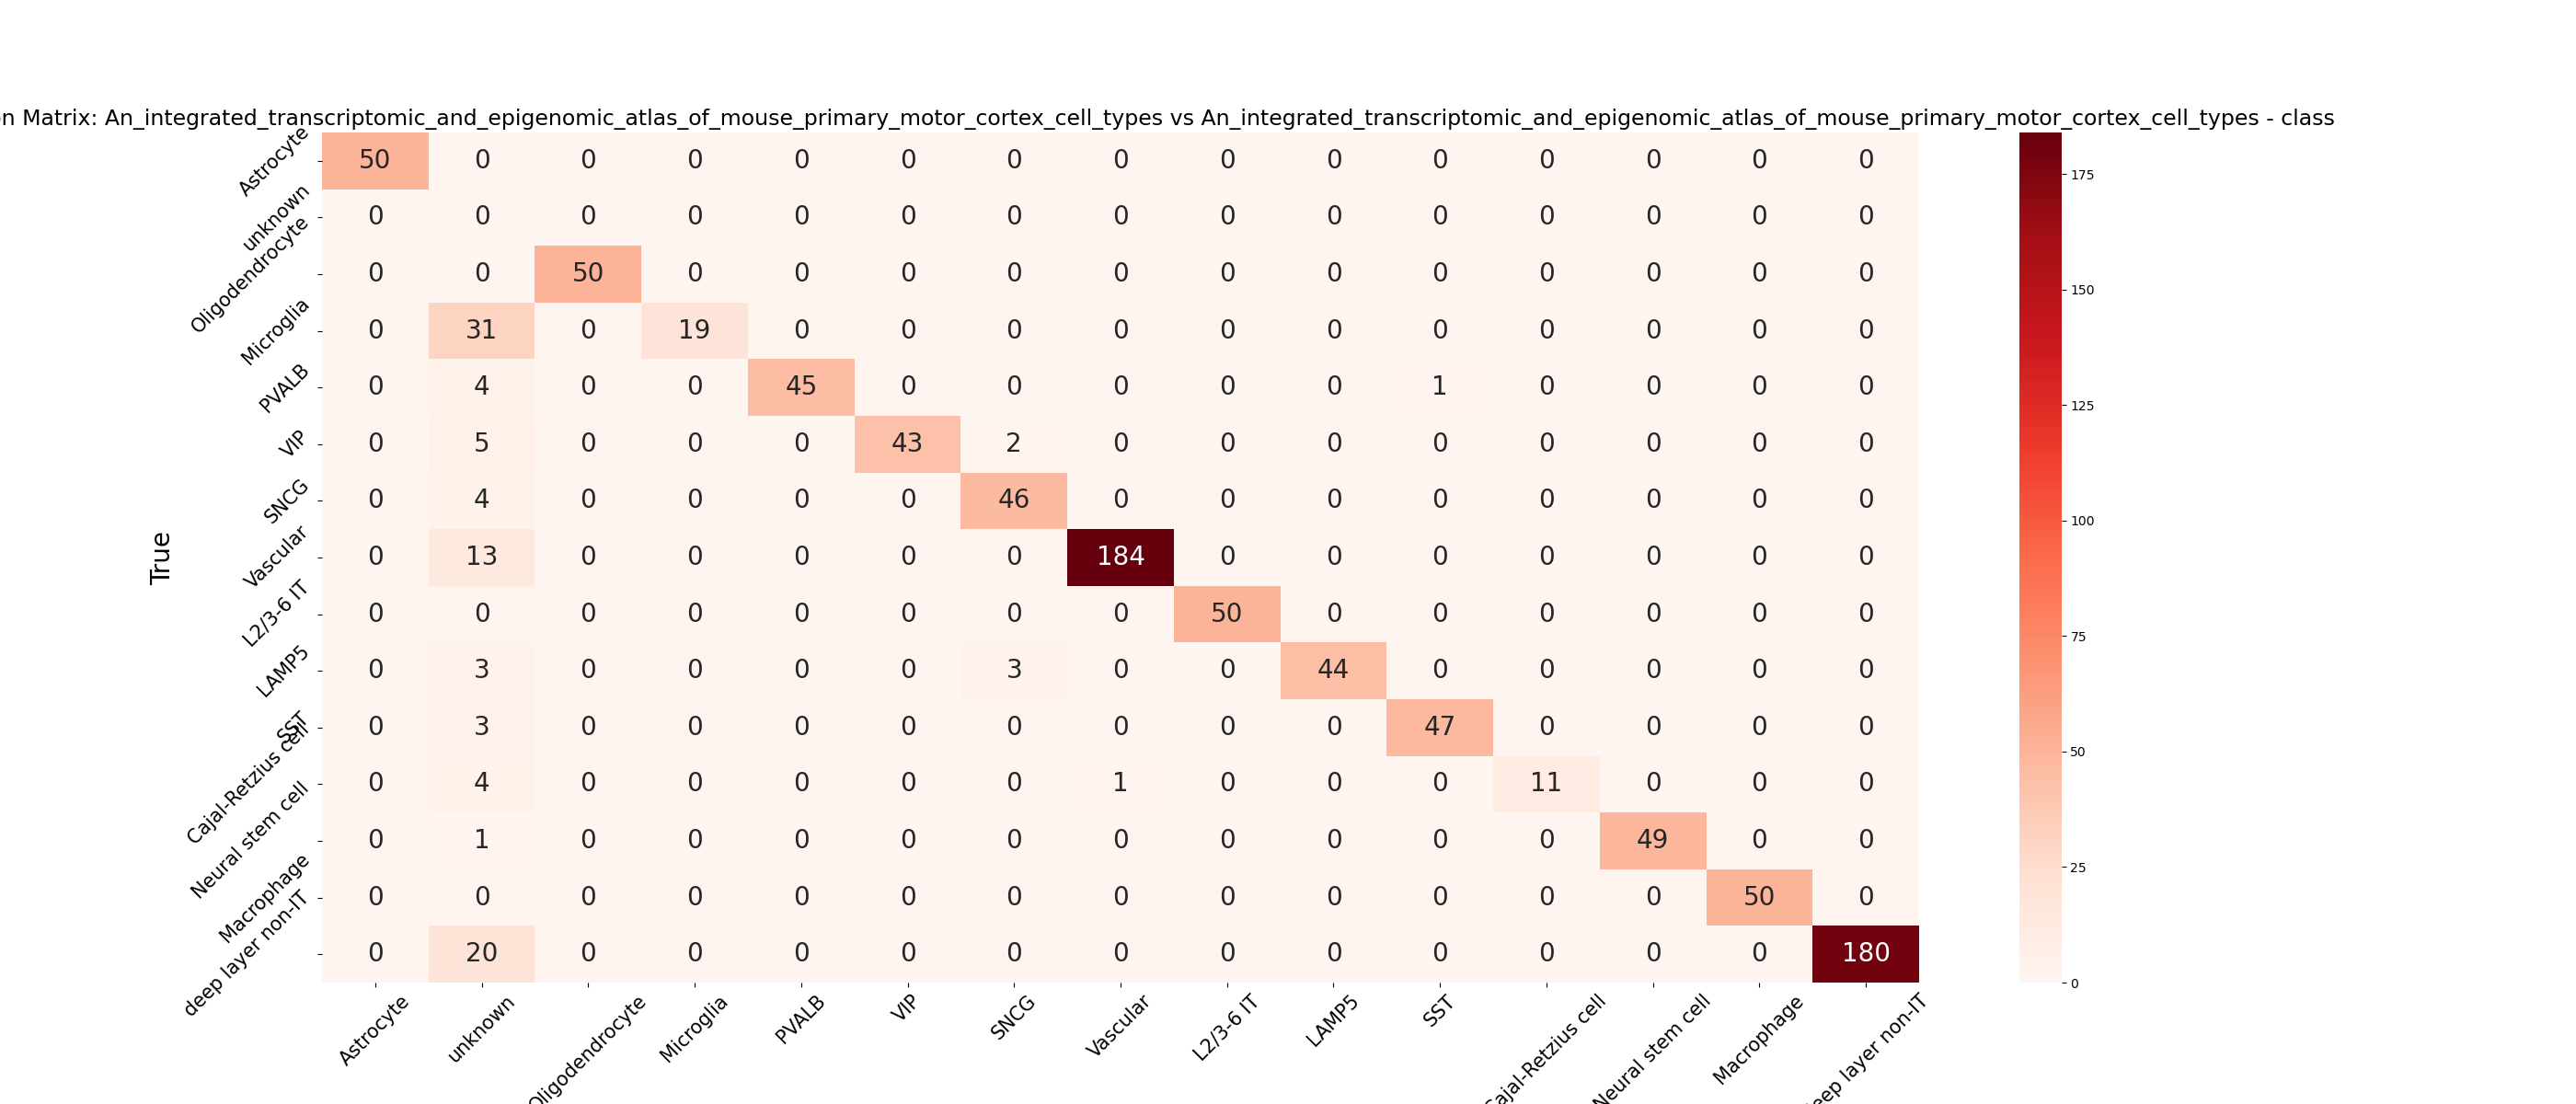 n Matrix: An_integrated_transcriptomic_and_epigenomic_atlas_of_mouse_primary_motor_cortex_cell_types vs An_integrated_transcriptomic_and_epigenomic_atlas_of_mouse_primary_motor_cortex_cell_types - class
True
Astrocyte 50 0 0 0 0 0 0 0 0 0 0 0 0 0 0
unknown 0 0 0 0 0 0 0 0 0 0 0 0 0 0 0
Oligodendrocyte 0 0 50 0 0 0 0 0 0 0 0 0 0 0 0
Microglia 0 31 0 19 0 0 0 0 0 0 0 0 0 0 0
PVALB 0 4 0 0 45 0 0 0 0 0 1 0 0 0 0
VIP 0 5 0 0 0 43 2 0 0 0 0 0 0 0 0
SNCG 0 4 0 0 0 0 46 0 0 0 0 0 0 0 0
Vascular 0 13 0 0 0 0 0 184 0 0 0 0 0 0 0
L2/3-6 IT 0 0 0 0 0 0 0 0 50 0 0 0 0 0 0
LAMP5 0 3 0 0 0 0 3 0 0 44 0 0 0 0 0
SST 0 3 0 0 0 0 0 0 0 0 47 0 0 0 0
Cajal-Retzius cell 0 4 0 0 0 0 0 1 0 0 0 11 0 0 0
Neural stem cell 0 1 0 0 0 0 0 0 0 0 0 0 49 0 0
Macrophage 0 0 0 0 0 0 0 0 0 0 0 0 0 50 0
deep layer non-IT 0 20 0 0 0 0 0 0 0 0 0 0 0 0 180
Astrocyte
unknown
Oligodendrocyte
Microglia
PVALB
VIP
SNCG
Vascular
L2/3-6 IT
LAMP5
SST
Cajal-Retzius cell
Neural stem cell
Macrophage
eep layer non-IT
175
150
125
100
75
50
25
0